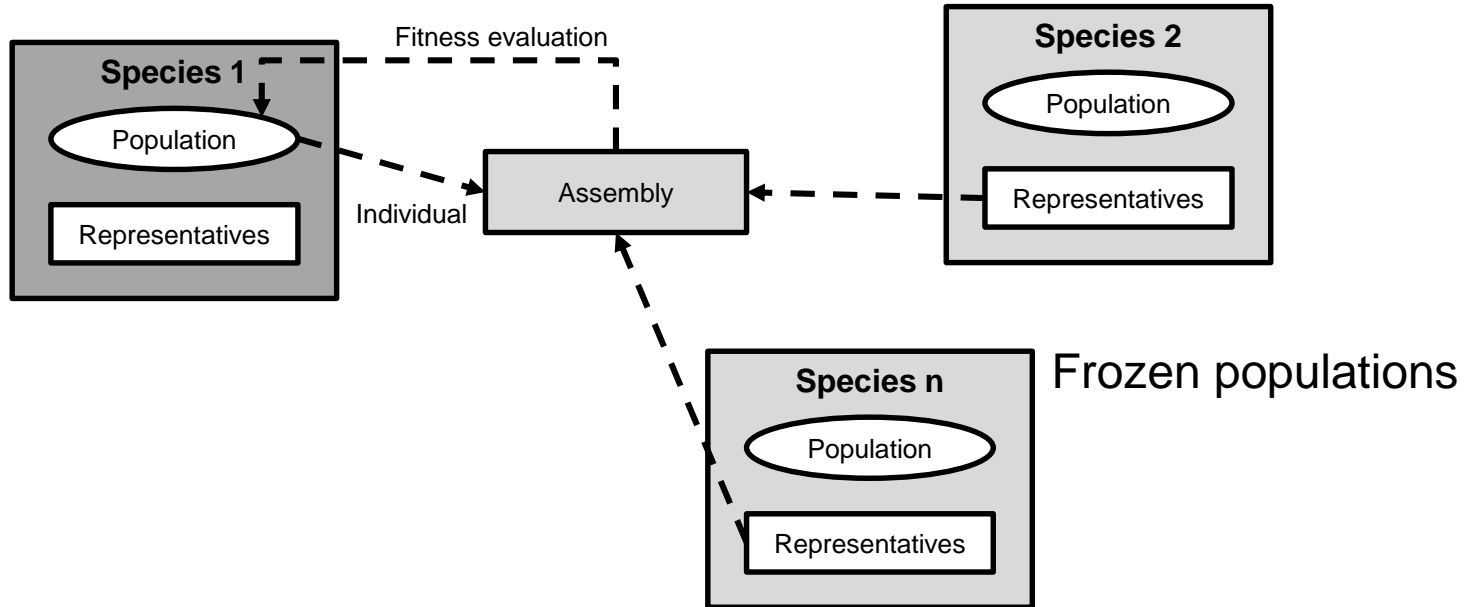 Fitness evaluation
Species 1
Population
Representatives
Individual
Assembly
Species 2
Population
Representatives
Species n
Population
Representatives
Frozen populations